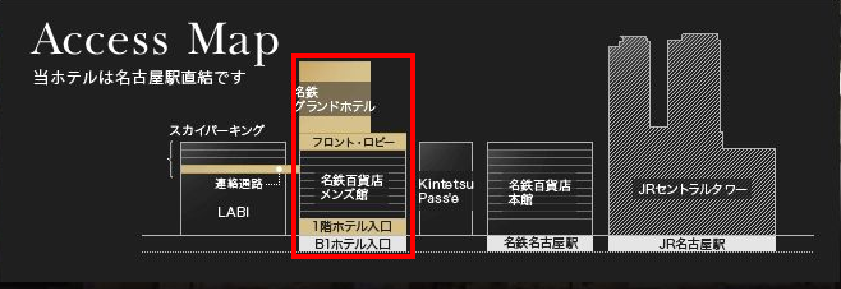 Access Map
当ホテルは名古屋駅直結です
名鉄
グランドホテル
スカイパーキング
フロント・ロビー
連絡通路
LABI
名鉄百貨店
メンズ館
1階ホテル入口
B1ホテル入口
Kintetsu
Pass'e
名鉄百貨店
本館
名鉄名古屋駅
JRセントラルタワー
JR名古屋駅